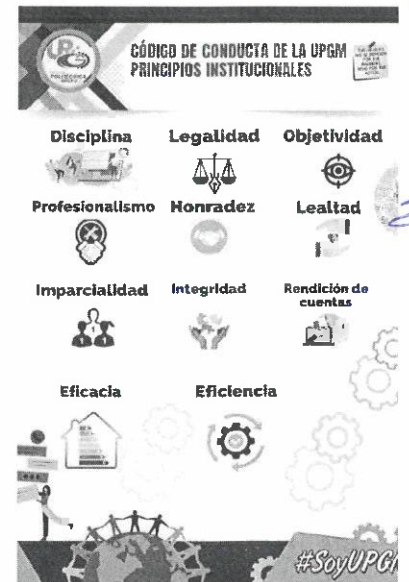 CÓDIGO DE CONDUCTA DE LA UPGM
PRINCIPIOS INSTITUCIONALES
Disciplina
Legalidad
Objetividad
Profesionalismo
Honradez
Lealtad
Imparcialidad
Integridad
Rendición de
cuentas
Eficacia
Eficiencia
#SoyUPGM